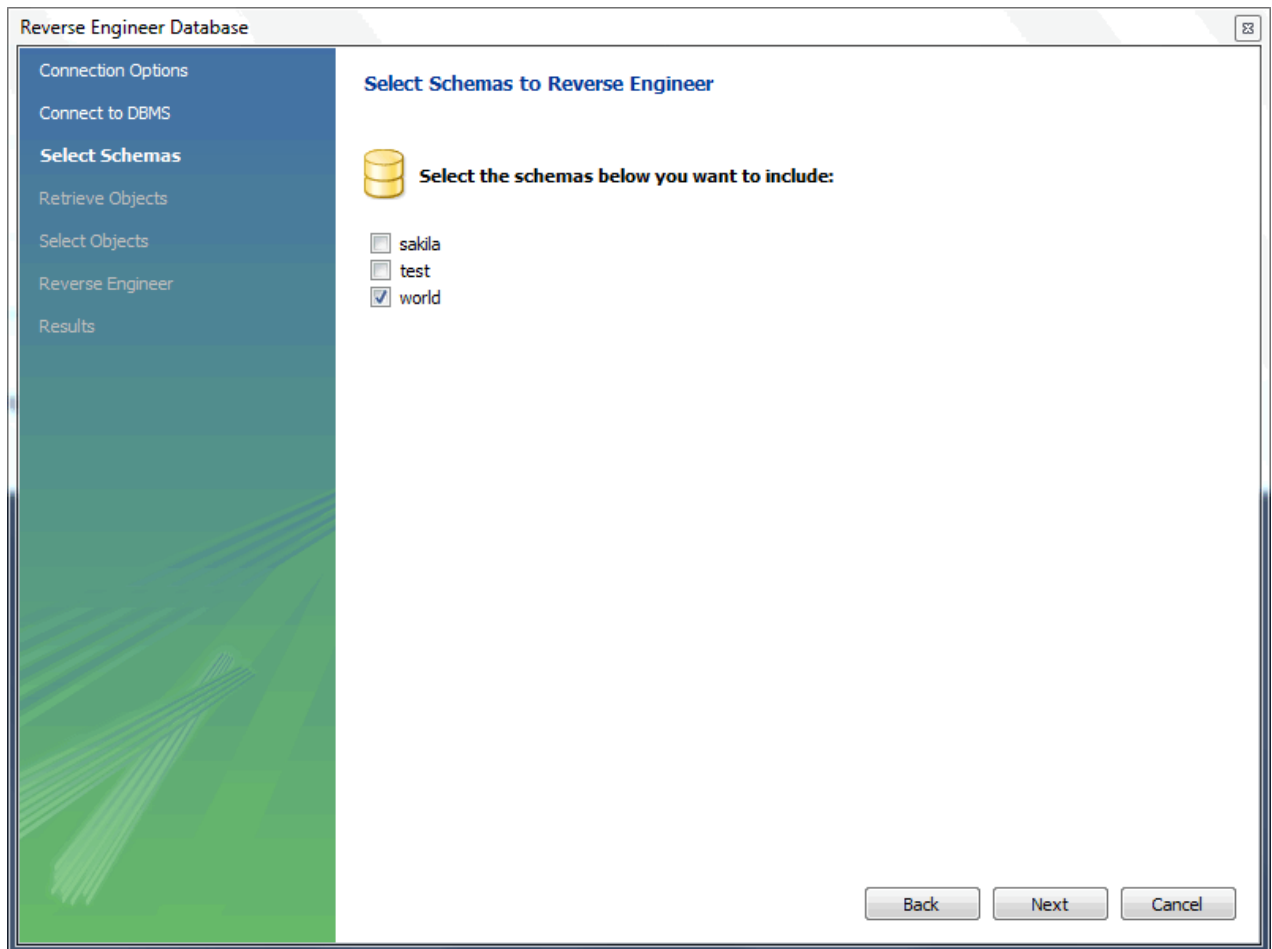 Reverse Engineer Database
Connection Options
Connect to DBMS
Select Schemas
Retrieve Objects
Select Objects
Reverse Engineer
Results
Select Schemas to Reverse Engineer
Select the schemas below you want to include:
sakila
test
world
Back Next Cancel